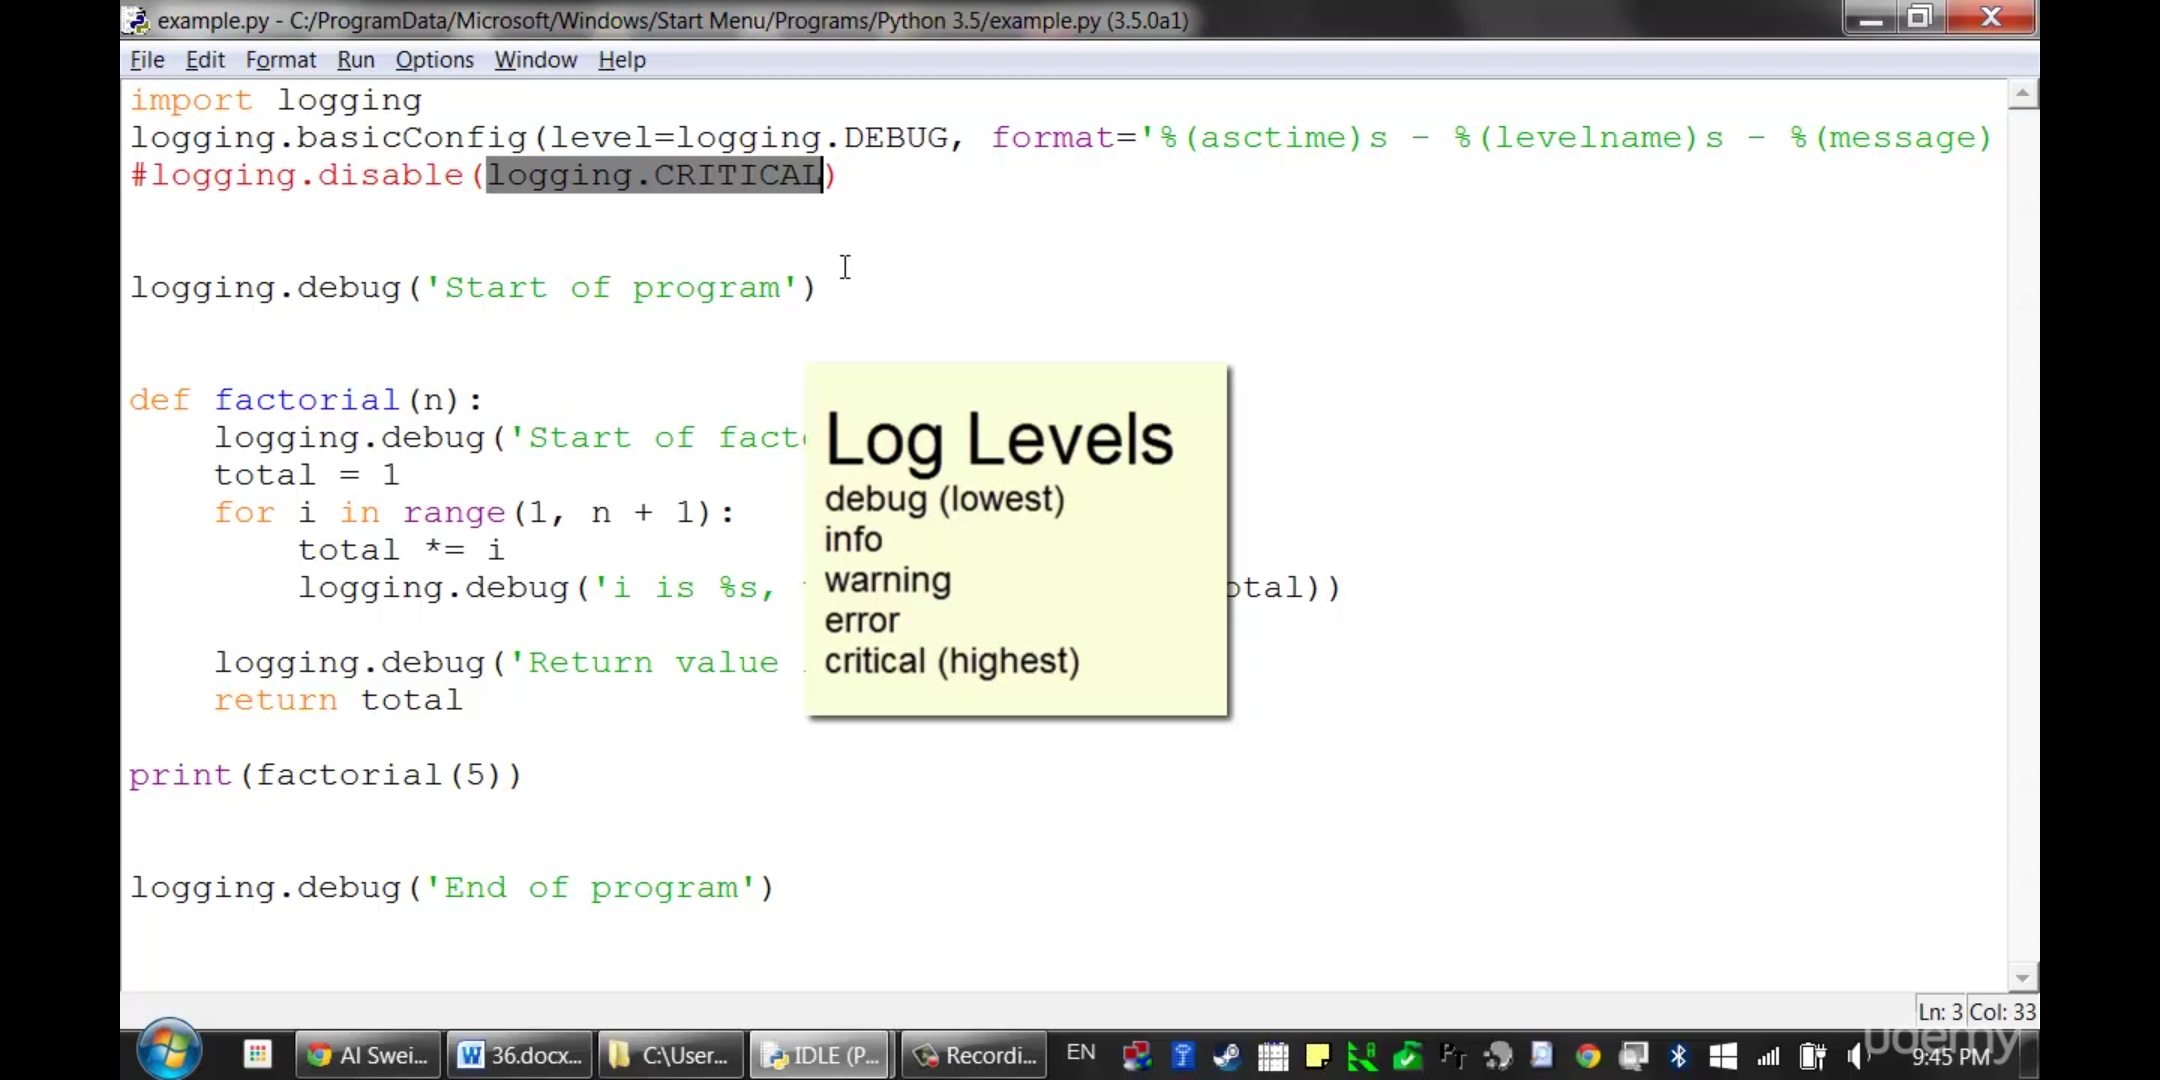 example.py - C:/ProgramData/Microsoft/Windows/Start Menu/Programs/Python 3.5/example.py (3.5.0a1)
File Edit Format Run Options Window Help
import logging
logging.basicConfig(level=logging.DEBUG, format='%(asctime)s - %(levelname)s - %(message)
#logging.disable(logging.CRITICAL)
logging.debug('Start of program')
def factorial(n):
logging.debug('Start of fact
total = 1
for i in range(1, n + 1):
total *= i
logging.debug('i is %s, otal))
logging.debug('Return value
return total
print(factorial(5))
logging.debug('End of program')
Log Levels
debug (lowest)
info
warning
error
critical (highest)
Ln: 3 Col: 33
AI Swei... 36.docx... C:\User... IDLE (P... Recordi... EN 9:45 PM
udemy